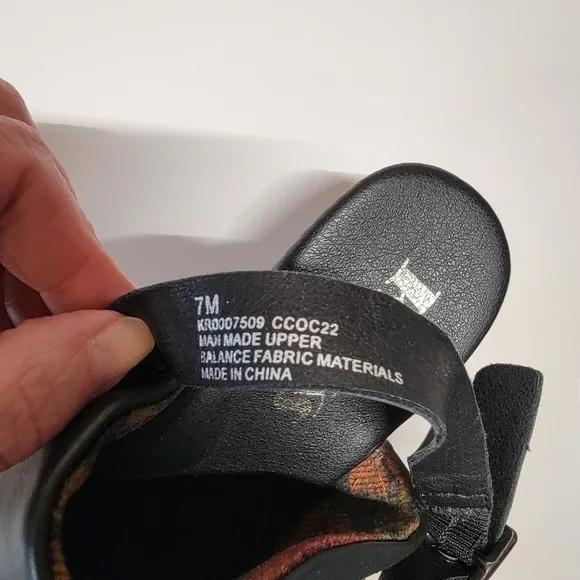 7M
KR0007509 CCOC22
MAN MADE UPPER
BALANCE FABRIC MATERIALS
MADE IN CHINA